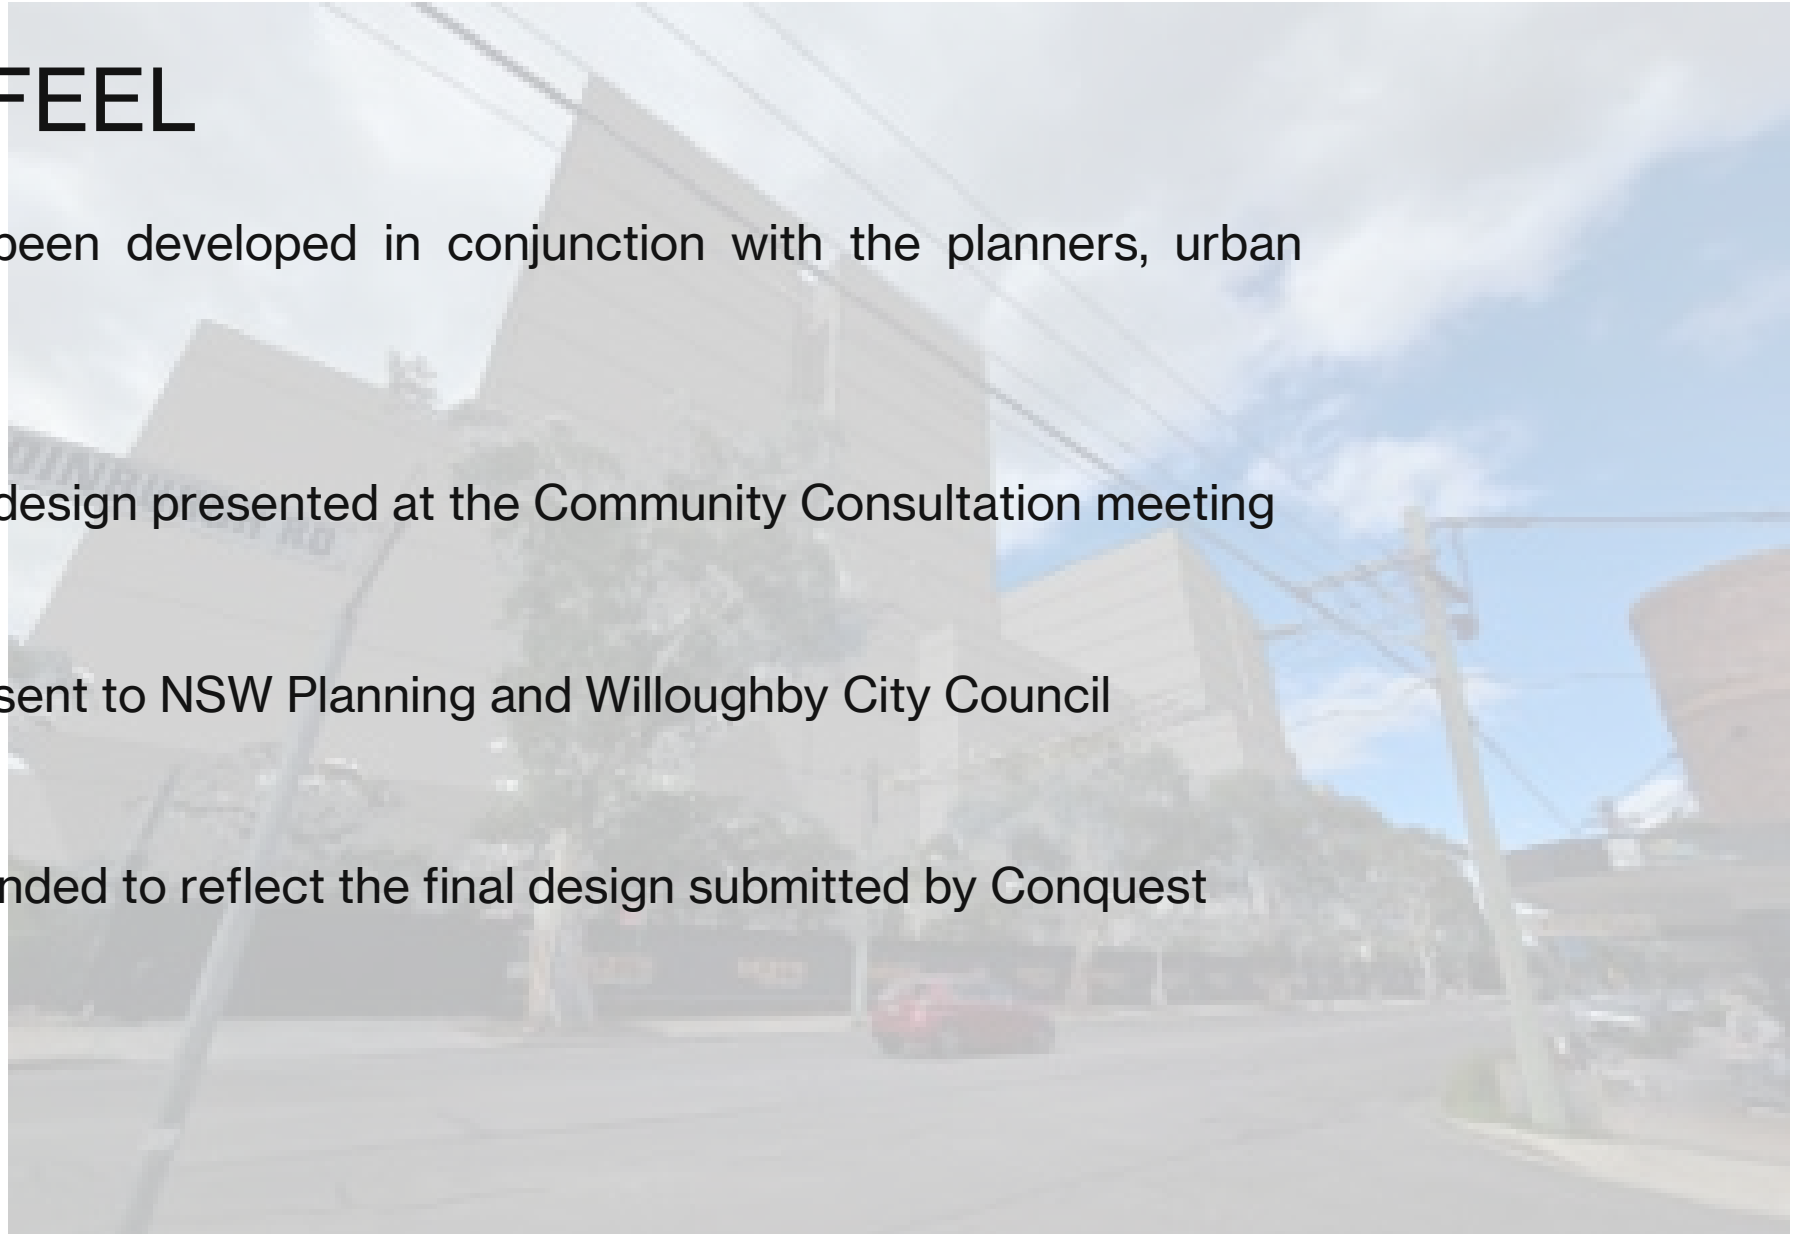 FEEL
been developed in conjunction with the planners, urban
design presented at the Community Consultation meeting
sent to NSW Planning and Willoughby City Council
nded to reflect the final design submitted by Conquest